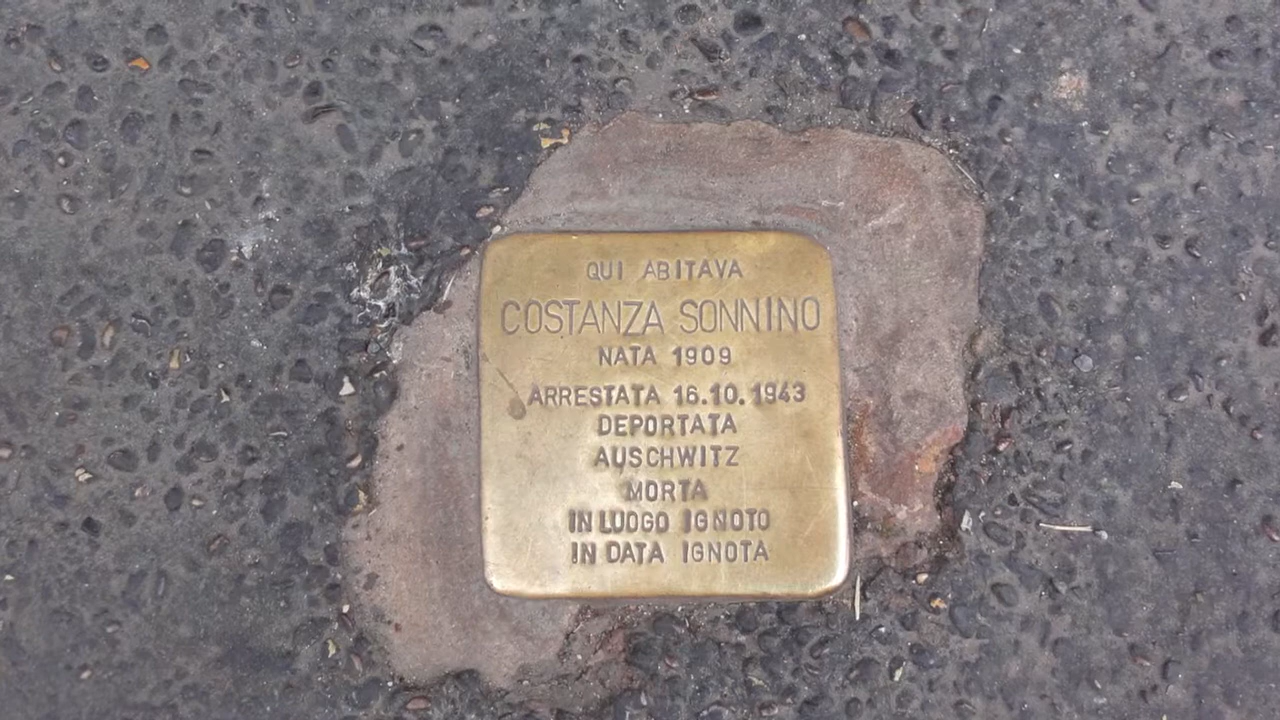 QUI ABITAVA
COSTANZA SONNINO
NATA 1909
ARRESTATA 16.10.1943
DEPORTATA
AUSCHWITZ
MORTA
IN LUOGO IGNOTO
IN DATA IGNOTA